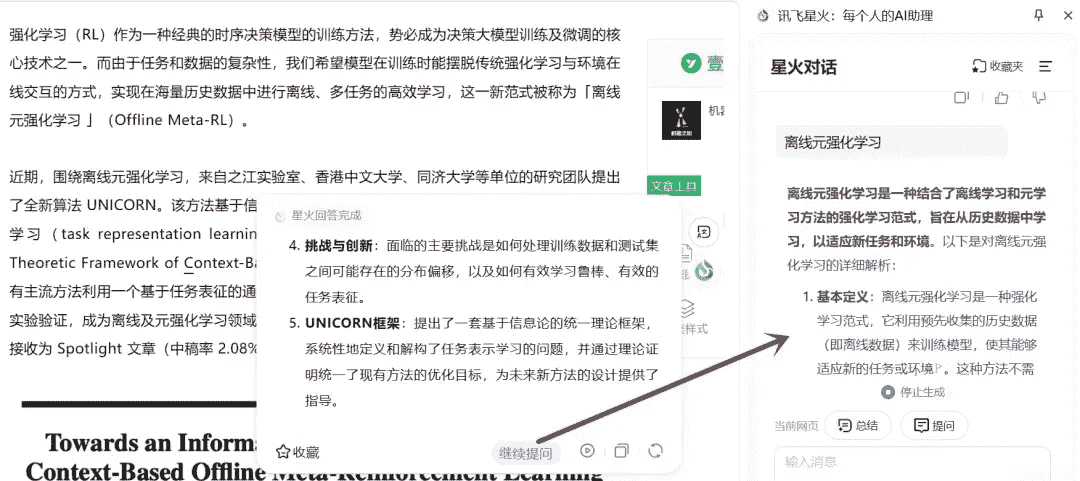 强化学习（RL）作为一种经典的时序决策模型的训练方法，势必成为决策大模型训练及微调的核
心技术之一。而由于任务和数据的复杂性，我们希望模型在训练时能摆脱传统强化学习与环境在
线交互的方式，实现在海量历史数据中进行离线、多任务的高效学习，这一新范式被称为「离线
元强化学习 」（Offline Meta-RL）。
近期，围绕离线元强化学习，来自之江实验室、香港中文大学、同济大学等单位的研究团队提出
了全新算法 UNICORN。该方法基于信
学习（task representation learnin
Theoretic Framework of Context-Ba
有主流方法利用一个基于任务表征的通
实验验证，成为离线及元强化学习领域
接收为 Spotlight 文章（中稿率 2.08%
Towards an Informa
Context-Based Offline Meta-Reinforcement Learning
壹
机器之心
文章工具
样式
星火回答完成
4. 挑战与创新：面临的主要挑战是如何处理训练数据和测试集
之间可能存在的分布偏移，以及如何有效学习鲁棒、有效的
任务表征。
5. UNICORN框架：提出了一套基于信息论的统一理论框架，
系统性地定义和解构了任务表示学习的问题，并通过理论证
明统一了现有方法的优化目标，为未来新方法的设计提供了
指导。
收藏
继续提问
讯飞星火：每个人的AI助理
星火对话
收藏夹
离线元强化学习
离线元强化学习是一种结合了离线学习和元学
习方法的强化学习范式，旨在从历史数据中学
习，以适应新任务和环境。以下是对离线元强
化学习的详细解析：
1. 基本定义：离线元强化学习是一种强化
学习范式，它利用预先收集的历史数据
（即离线数据）来训练模型，使其能够
适应新的任务或环境。这种方法不需
停止生成
当前网页
总结
提问
输入消息